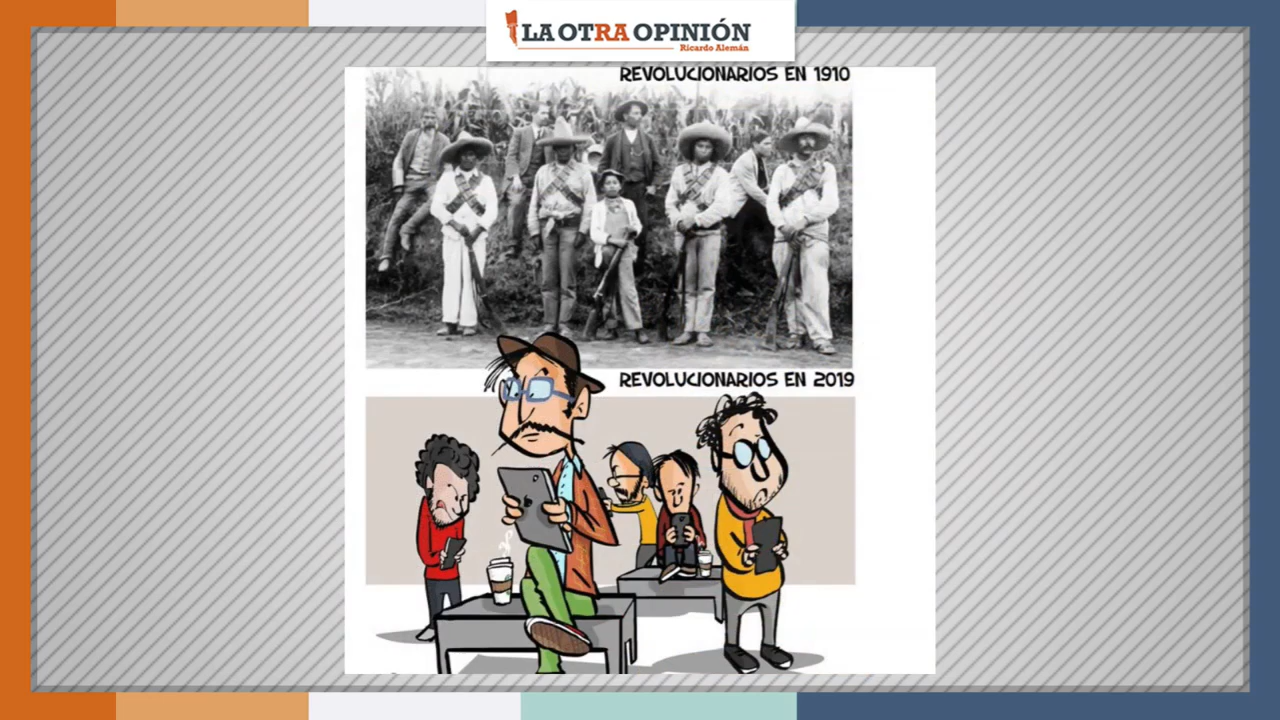 LA OTRA OPINIÓN
Ricardo Alemán
REVOLUCIONARIOS EN 1910
REVOLUCIONARIOS EN 2019